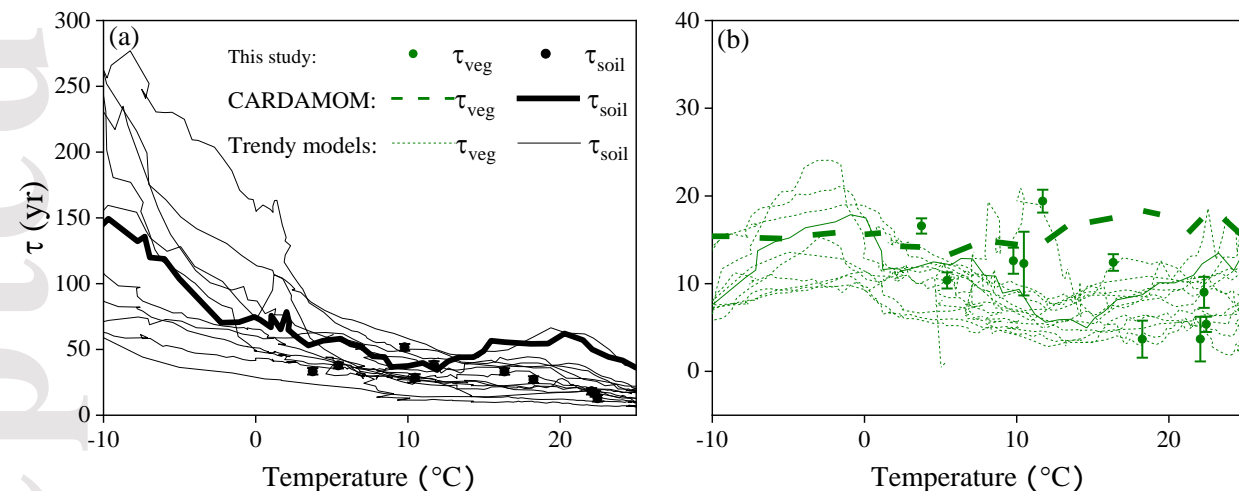 300
250
200
150
100
50
0
τ (yr)
(a)
This study: τveg τsoil
CARDAMOM: τveg τsoil
Trendy models: τveg τsoil
-10 0 10 20
Temperature (°C)
40
30
20
10
0
(b)
-10 0 10 20
Temperature (°C)